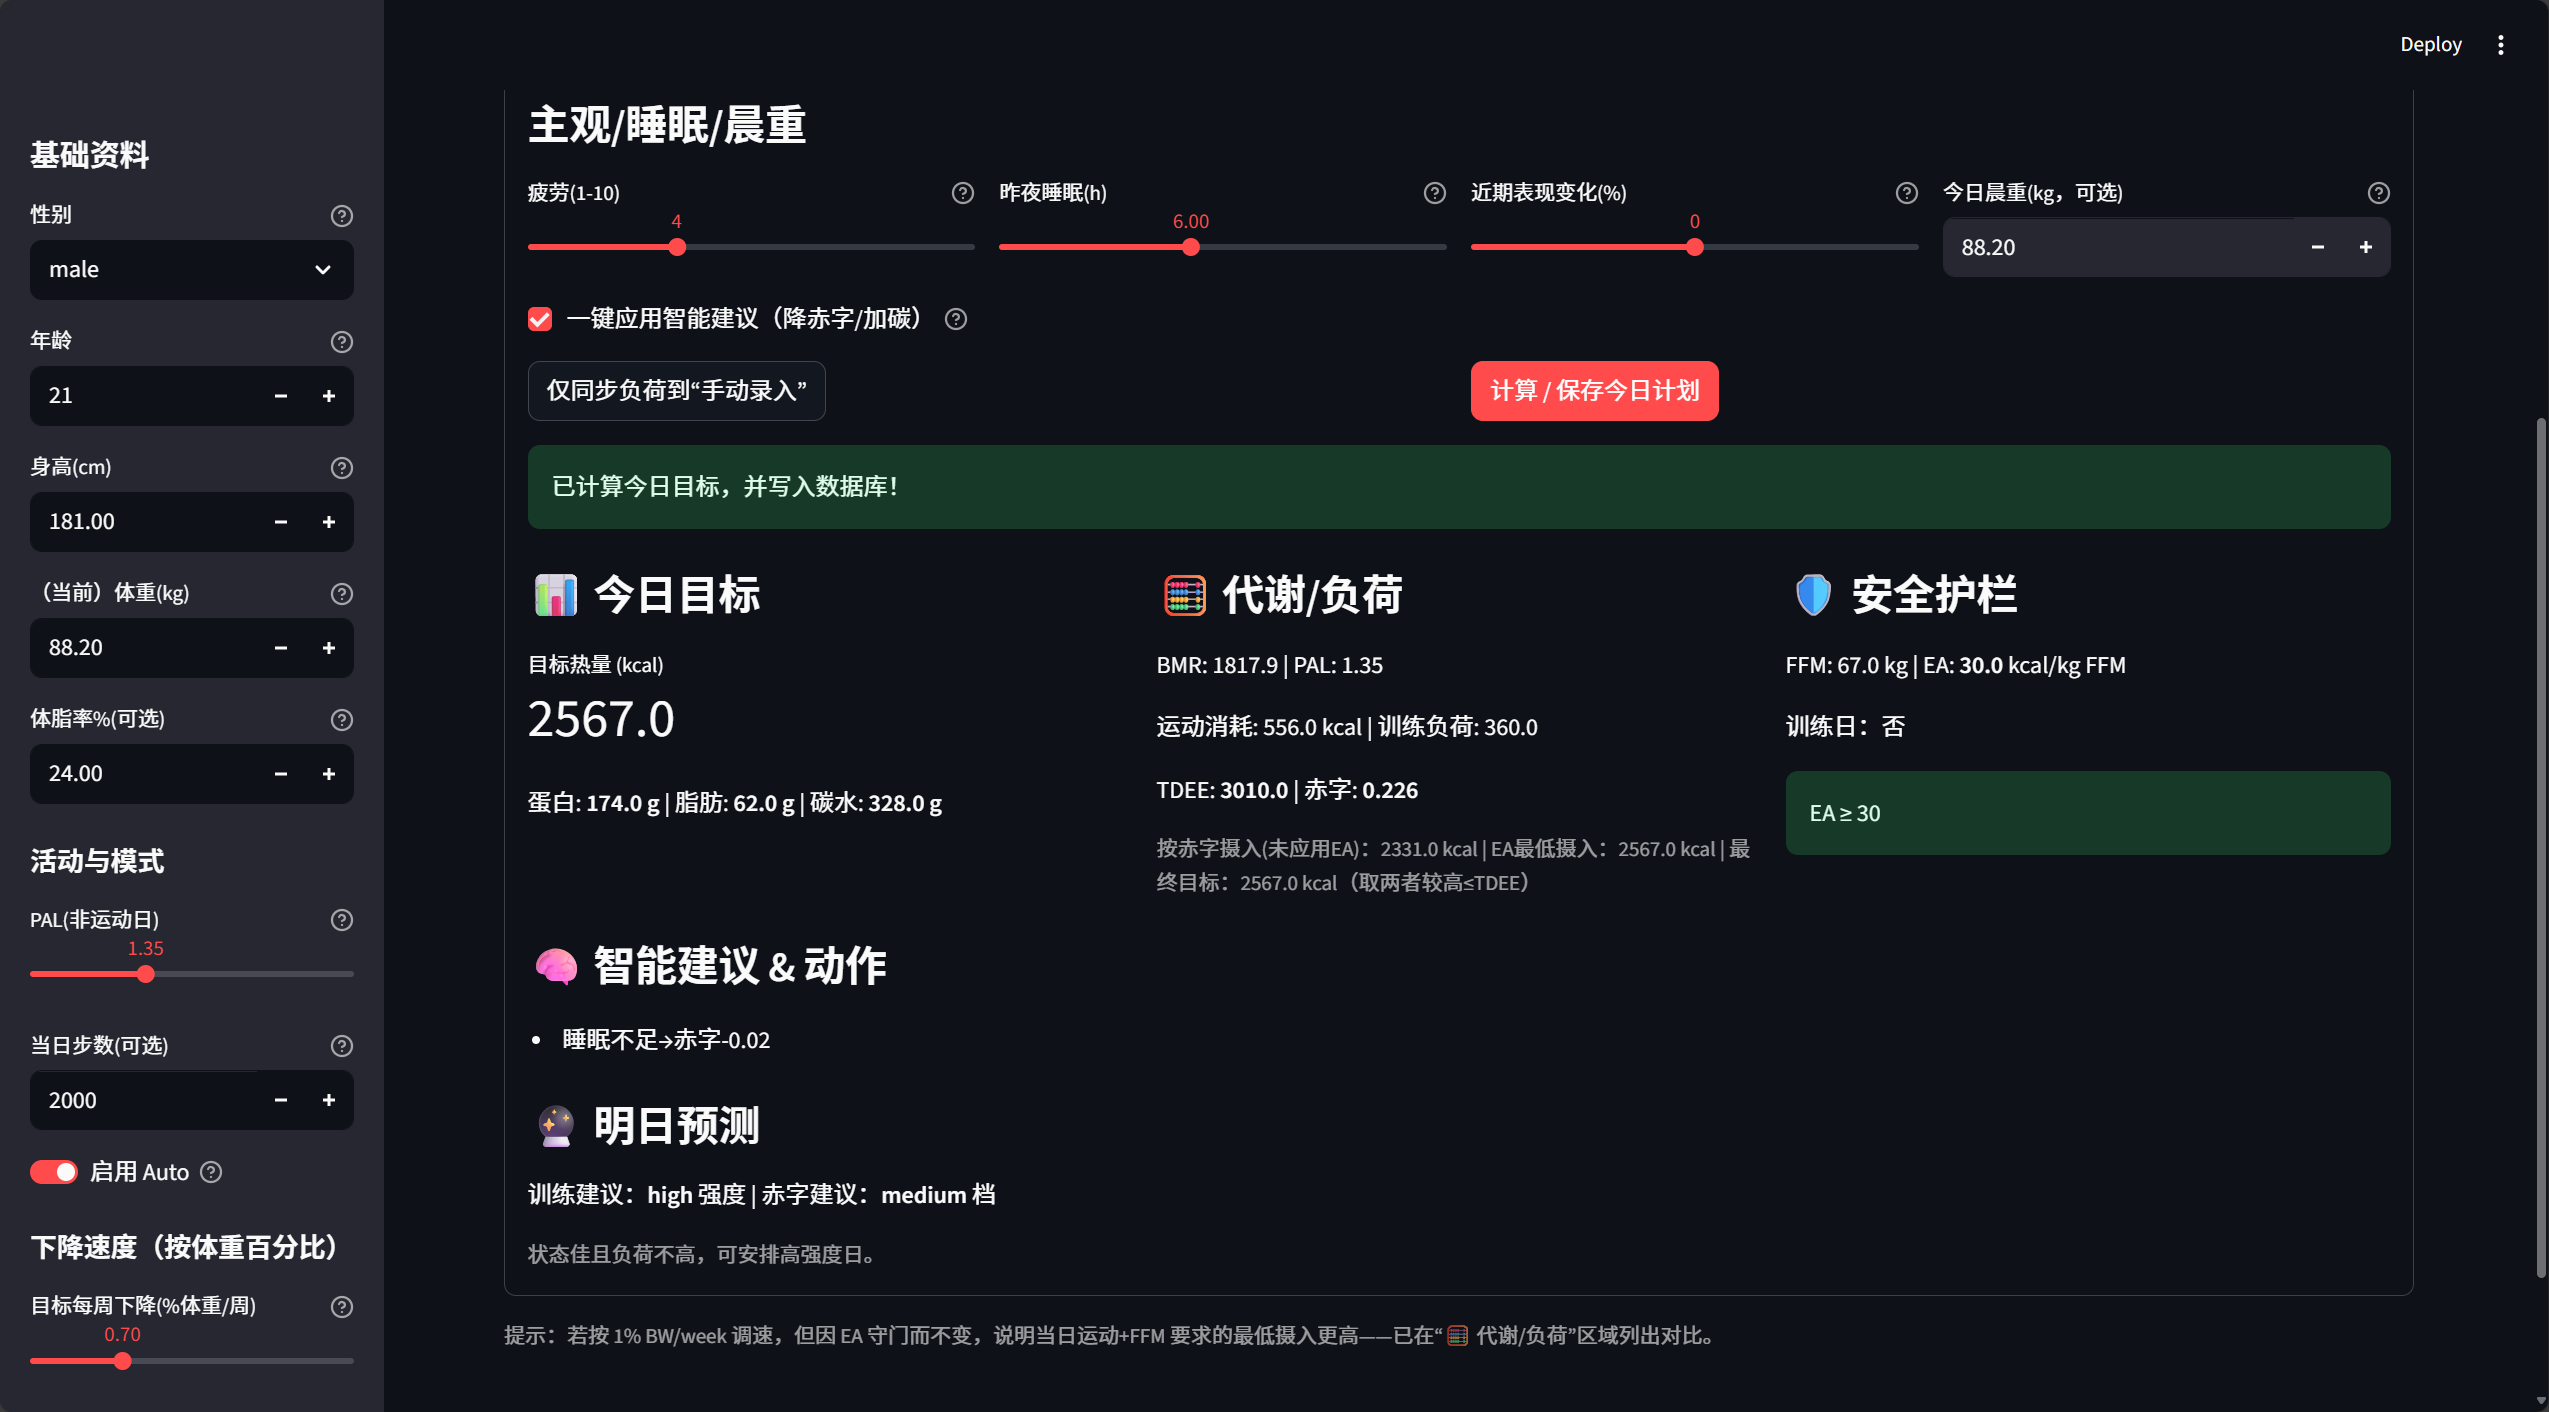 Deploy
基础资料
性别
male
年龄
21
身高(cm)
181.00
（当前）体重(kg)
88.20
体脂率%(可选)
24.00
活动与模式
PAL(非运动日)
1.35
当日步数(可选)
2000
启用 Auto
下降速度（按体重百分比）
目标每周下降(%体重/周)
0.70
主观/睡眠/晨重
疲劳(1-10)
4
昨夜睡眠(h)
6.00
近期表现变化(%)
0
今日晨重(kg，可选)
88.20
一键应用智能建议（降赤字/加碳）
仅同步负荷到“手动录入”
计算 / 保存今日计划
已计算今日目标，并写入数据库！
今日目标
目标热量 (kcal)
2567.0
蛋白: 174.0 g | 脂肪: 62.0 g | 碳水: 328.0 g
代谢/负荷
BMR: 1817.9 | PAL: 1.35
运动消耗: 556.0 kcal | 训练负荷: 360.0
TDEE: 3010.0 | 赤字: 0.226
按赤字摄入(未应用EA)：2331.0 kcal | EA最低摄入：2567.0 kcal | 最
终目标：2567.0 kcal（取两者较高≤TDEE）
安全护栏
FFM: 67.0 kg | EA: 30.0 kcal/kg FFM
训练日：否
EA ≥ 30
智能建议 & 动作
睡眠不足→赤字-0.02
明日预测
训练建议：high 强度 | 赤字建议：medium 档
状态佳且负荷不高，可安排高强度日。
提示：若按 1% BW/week 调速，但因 EA 守门而不变，说明当日运动+FFM 要求的最低摄入更高——已在“🧮 代谢/负荷”区域列出对比。